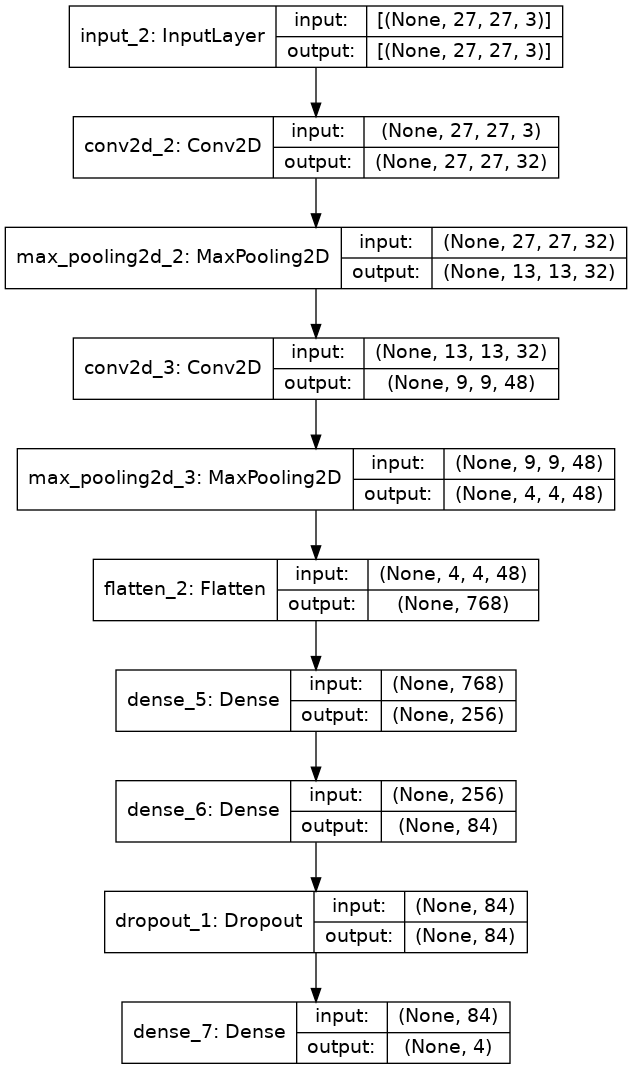 input_2: InputLayer
input: [(None, 27, 27, 3)]
output: [(None, 27, 27, 3)]
conv2d_2: Conv2D
input: (None, 27, 27, 3)
output: (None, 27, 27, 32)
max_pooling2d_2: MaxPooling2D
input: (None, 27, 27, 32)
output: (None, 13, 13, 32)
conv2d_3: Conv2D
input: (None, 13, 13, 32)
output: (None, 9, 9, 48)
max_pooling2d_3: MaxPooling2D
input: (None, 9, 9, 48)
output: (None, 4, 4, 48)
flatten_2: Flatten
input: (None, 4, 4, 48)
output: (None, 768)
dense_5: Dense
input: (None, 768)
output: (None, 256)
dense_6: Dense
input: (None, 256)
output: (None, 84)
dropout_1: Dropout
input: (None, 84)
output: (None, 84)
dense_7: Dense
input: (None, 84)
output: (None, 4)